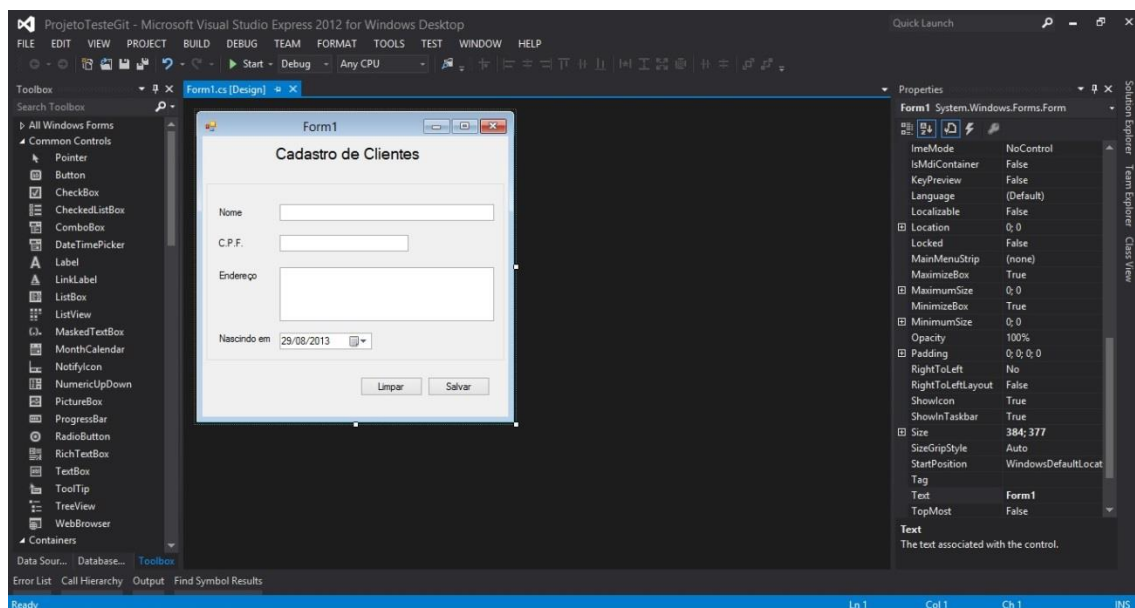 ProjetoTesteGit - Microsoft Visual Studio Express 2012 for Windows Desktop
Quick Launch
FILE EDIT VIEW PROJECT BUILD DEBUG TEAM FORMAT TOOLS TEST WINDOW HELP
Start Debug Any CPU
Toolbox
Search Toolbox
All Windows Forms
Common Controls
Pointer
Button
CheckBox
CheckedListBox
ComboBox
DateTimePicker
Label
LinkLabel
ListBox
ListView
MaskedTextBox
MonthCalendar
NotifyIcon
NumericUpDown
PictureBox
ProgressBar
RadioButton
RichTextBox
TextBox
ToolTip
TreeView
WebBrowser
Containers
Data Sour... Database... Toolbox
Form1.cs [Design]
Form1
Cadastro de Clientes
Nome
C.P.F.
Endereço
Nascindo em 29/08/2013
Limpar Salvar
Properties
Form1 System.Windows.Forms.Form
ImeMode NoControl
IsMdiContainer False
KeyPreview False
Language (Default)
Localizable False
Location 0; 0
Locked False
MainMenuStrip (none)
MaximizeBox True
MaximumSize 0; 0
MinimizeBox True
MinimumSize 0; 0
Opacity 100%
Padding 0; 0; 0; 0
RightToLeft No
RightToLeftLayout False
ShowIcon True
ShowInTaskbar True
Size 384; 377
SizeGripStyle Auto
StartPosition WindowsDefaultLocat
Tag
Text Form1
TopMost False
Text
The text associated with the control.
Solution Explorer
Team Explorer
Class View
Error List Call Hierarchy Output Find Symbol Results
Ready Ln 1 Col 1 Ch 1 INS